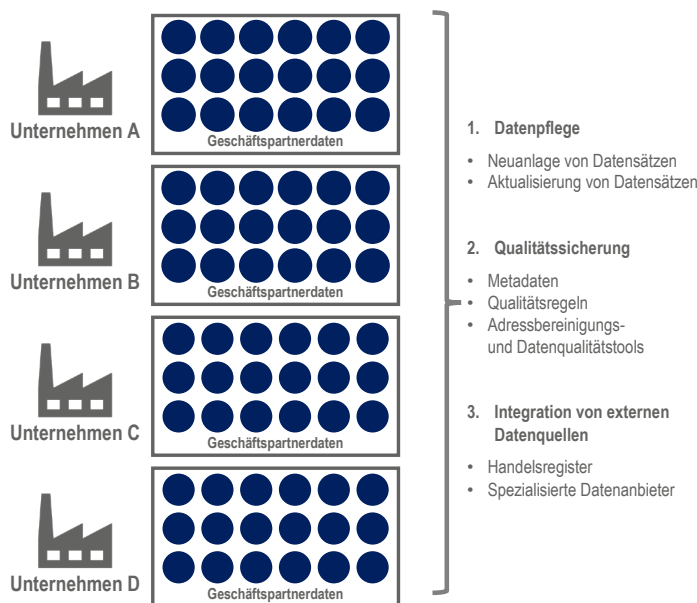 Unternehmen A
Geschäftspartnerdaten
Unternehmen B
Geschäftspartnerdaten
Unternehmen C
Geschäftspartnerdaten
Unternehmen D
Geschäftspartnerdaten
1. Datenpflege
• Neuanlage von Datensätzen
• Aktualisierung von Datensätzen
2. Qualitätssicherung
• Metadaten
• Qualitätsregeln
• Adressbereinigungs-
und Datenqualitätstools
3. Integration von externen
Datenquellen
• Handelsregister
• Spezialisierte Datenanbieter